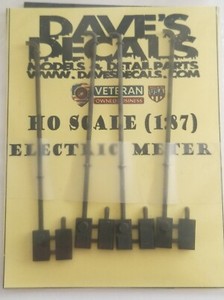 DAVE'S
DECALS
MODELS & DETAIL PARTS
WWW.DAVESDECALS.COM
VETERAN
OWNED BUSINESS
HO SCALE (1:87)
ELECTRIC METER